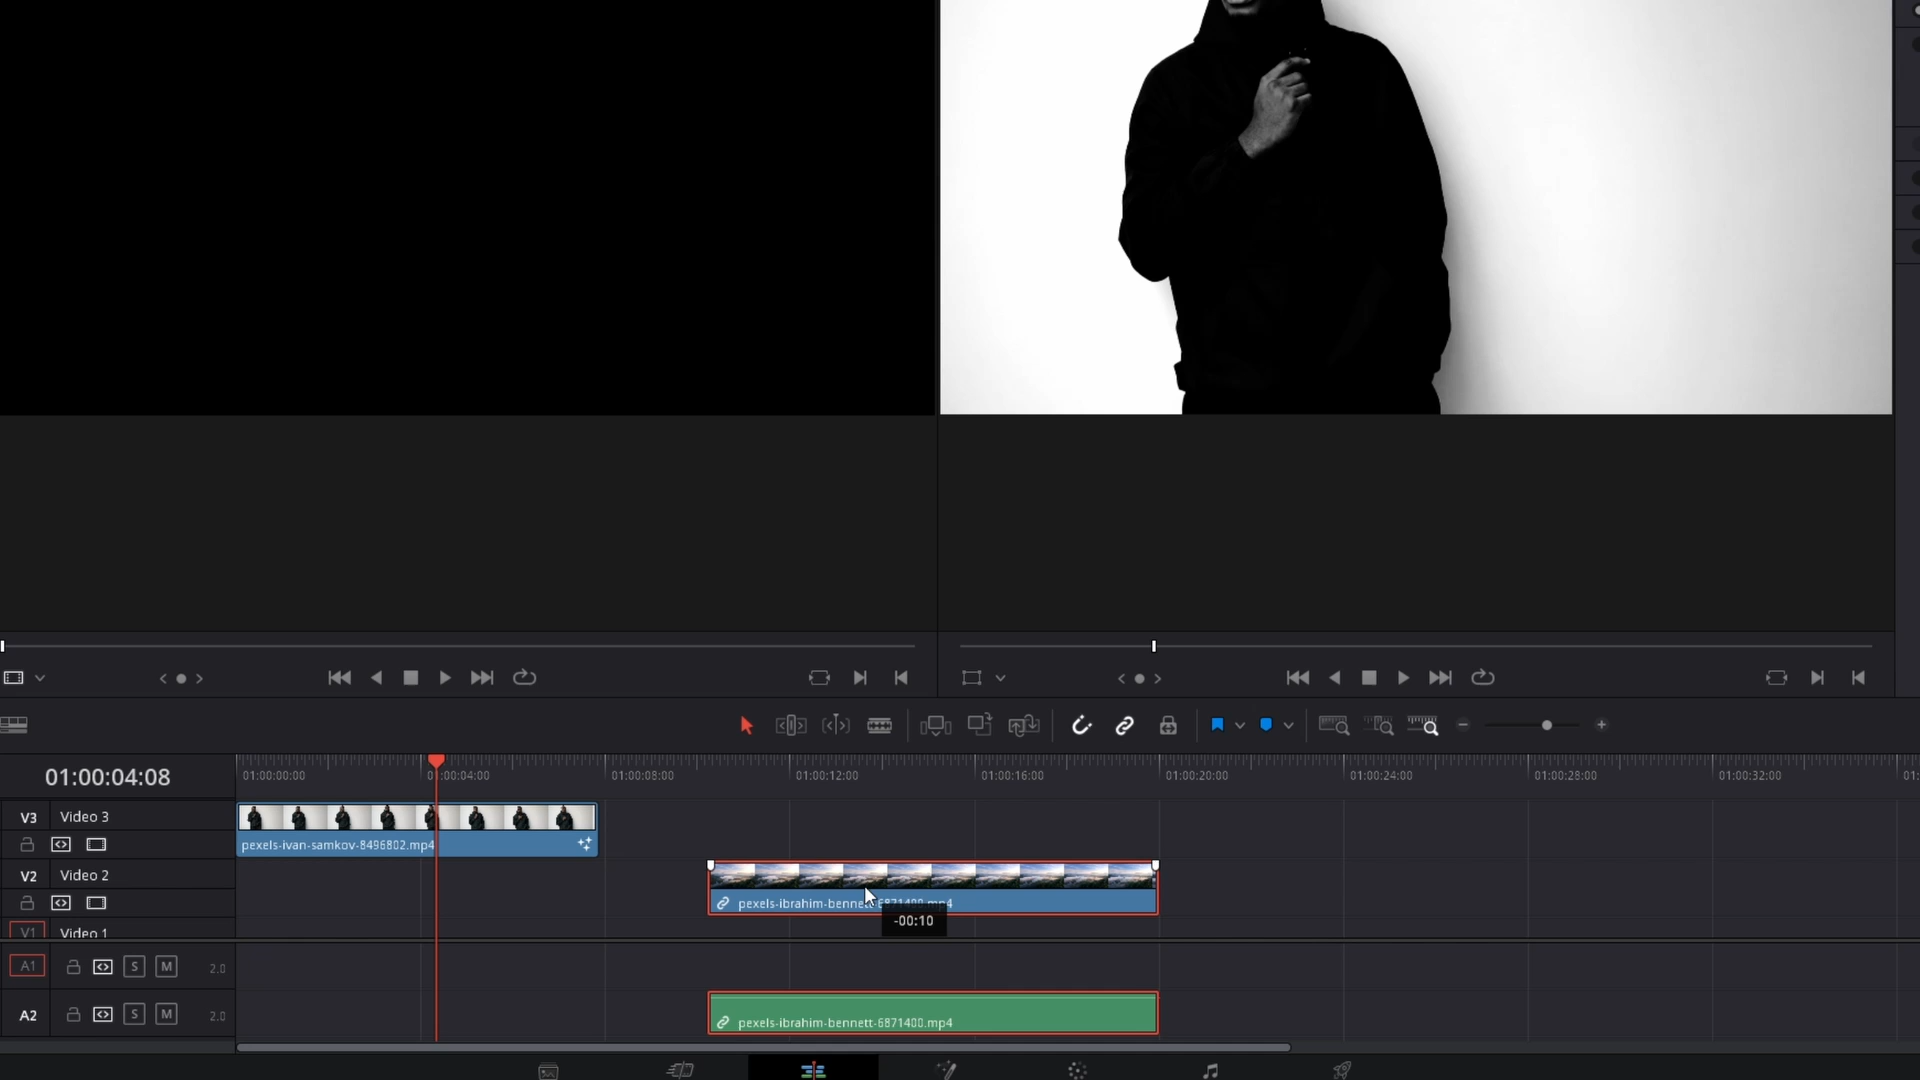 01:00:04:08
01:00:00:00
01:00:04:00
01:00:08:00
01:00:12:00
01:00:16:00
01:00:20:00
01:00:24:00
01:00:28:00
01:00:32:00
01:
V3
Video 3
pexels-ivan-samkov-8496802.mp4
V2
Video 2
pexels-ibrahim-bennett-6871400.mp4
-00:10
V1
Video 1
A1
S
M
2.0
A2
S
M
2.0
pexels-ibrahim-bennett-6871400.mp4